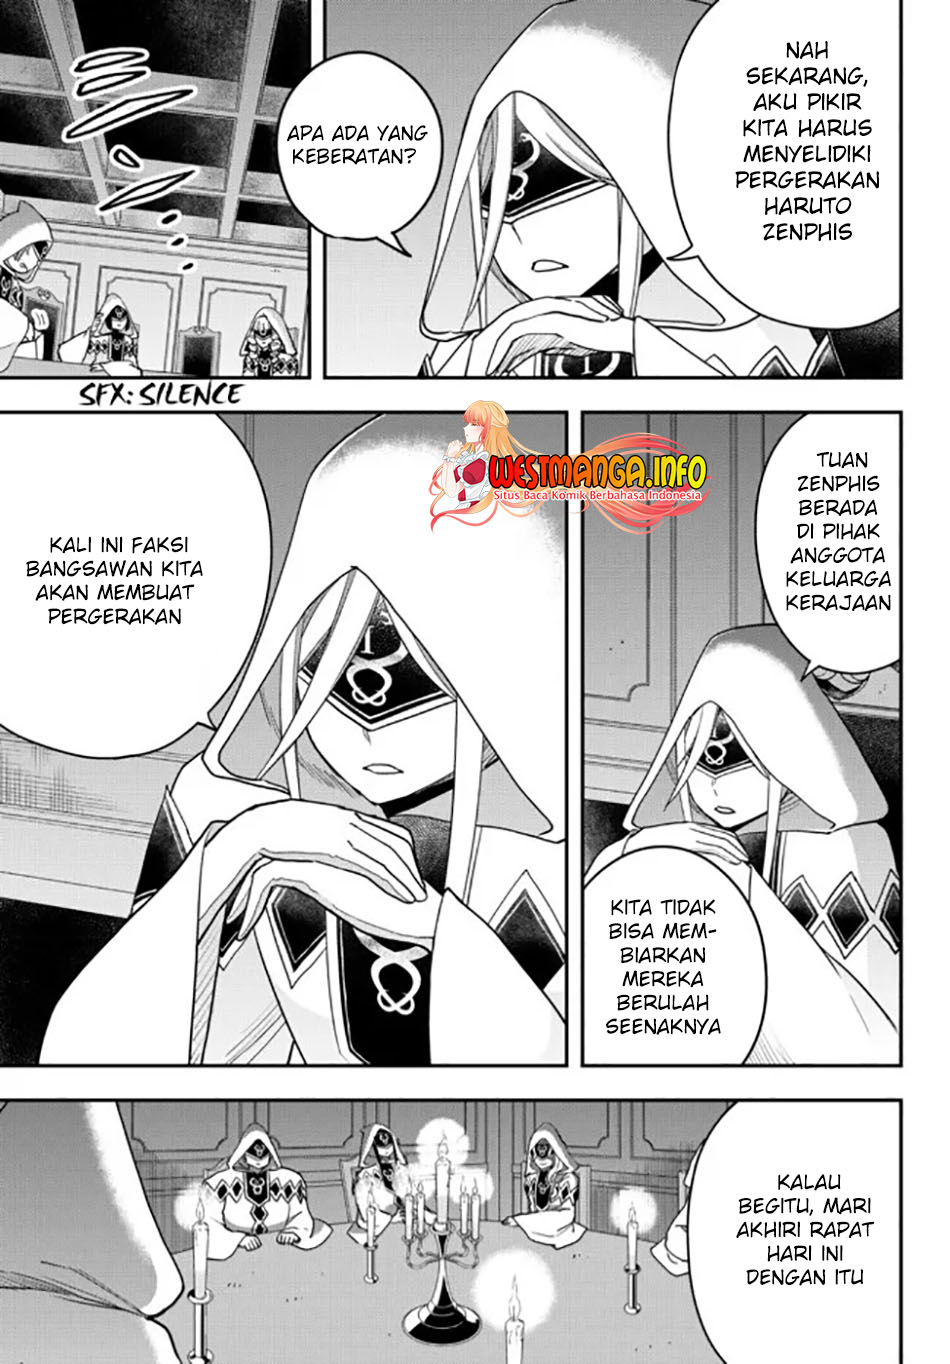 NAH
SEKARANG,
AKU PIKIR
KITA HARUS
MENYELIDIKI
PERGERAKAN
HARUTO
ZENPHIS
APA ADA YANG
KEBERATAN?
SFX: SILENCE
WESTMANGA.INFO
Situs Baca Komik Berbahasa Indonesia
TUAN
ZENPHIS
BERADA
DI PIHAK
ANGGOTA
KELUARGA
KERAJAAN
KITA TIDAK
BISA MEM-
BIARKAN
MEREKA
BERULAH
SEENAKNYA
KALI INI FAKSI
BANGSAWAN KITA
AKAN MEMBUAT
PERGERAKAN
KALAU
BEGITU, MARI
AKHIRI RAPAT
HARI INI
DENGAN ITU